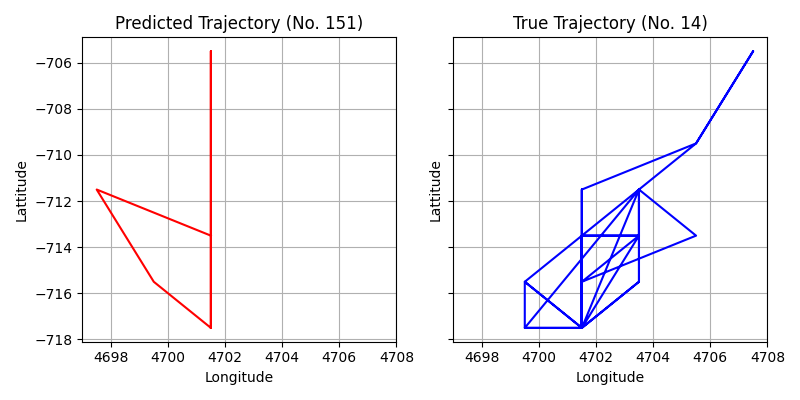 Predicted Trajectory (No. 151)
Lattitude
−706
−708
−710
−712
−714
−716
−718
4698 4700 4702 4704 4706 4708
Longitude
True Trajectory (No. 14)
Lattitude
4698 4700 4702 4704 4706 4708
Longitude